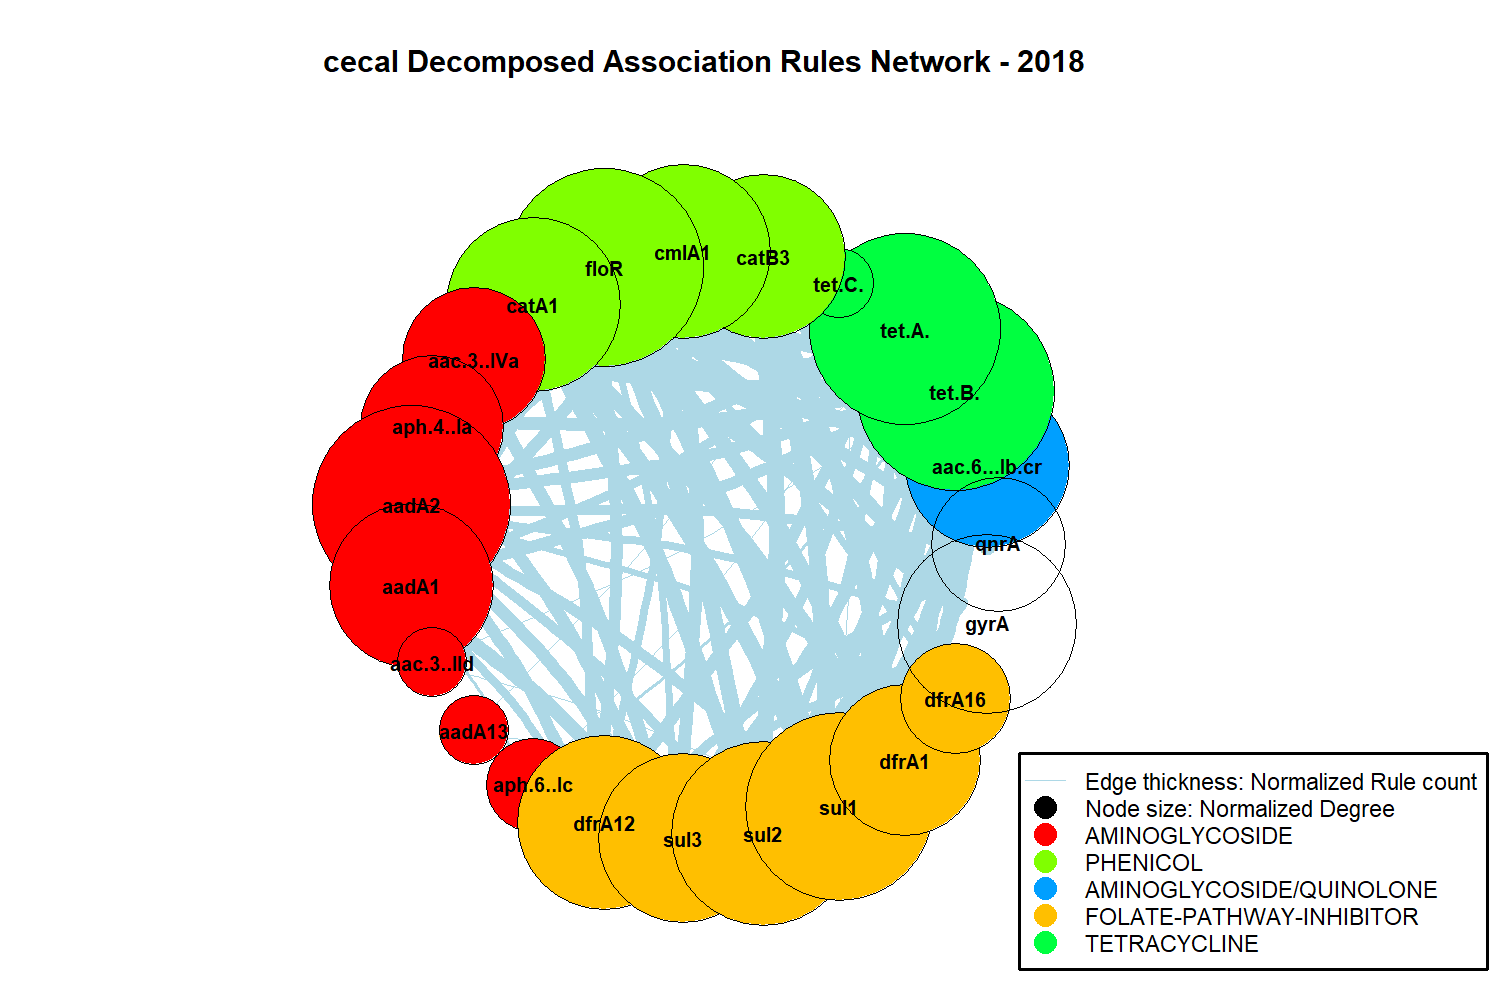 cecal Decomposed Association Rules Network - 2018
cmlA1
catB3
floR
tet.C.
catA1
tet.A.
aac.3..IVa
tet.B.
aph.4..Ia
aac.6...Ib.cr
aadA2
qnrA
aadA1
gyrA
aac.3..IId
dfrA16
aadA13
dfrA1
aph.6..Ic
sul1
dfrA12
sul2
sul3
Edge thickness: Normalized Rule count
Node size: Normalized Degree
AMINOGLYCOSIDE
PHENICOL
AMINOGLYCOSIDE/QUINOLONE
FOLATE-PATHWAY-INHIBITOR
TETRACYCLINE